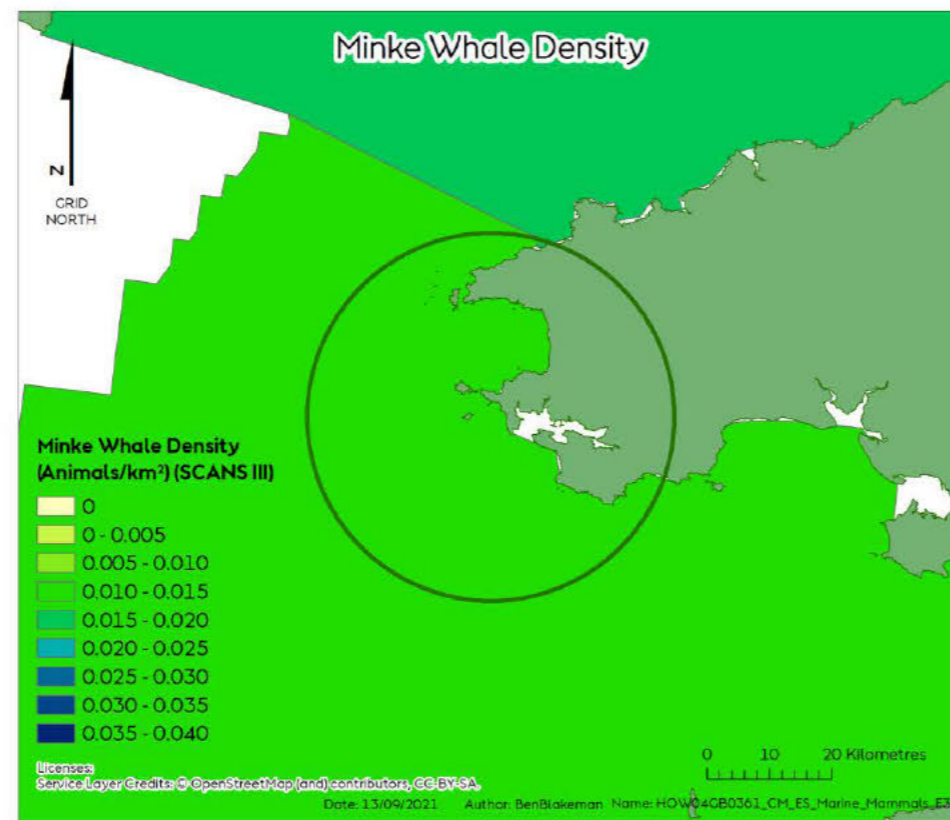 Minke Whale Density
N
GRID
NORTH
Minke Whale Density
(Animals/km²) (SCANS III)
0
0 - 0.005
0.005 - 0.010
0.010 - 0.015
0.015 - 0.020
0.020 - 0.025
0.025 - 0.030
0.030 - 0.035
0.035 - 0.040
0 10 20 Kilometres
Licenses:
Service Layer Credits: © OpenStreetMap (and) contributors, CC-BY-SA,
Date: 13/09/2021 Author: BenBlakeman Name: HOW04GB0361_CM_ES_Marine_Mammals_E3